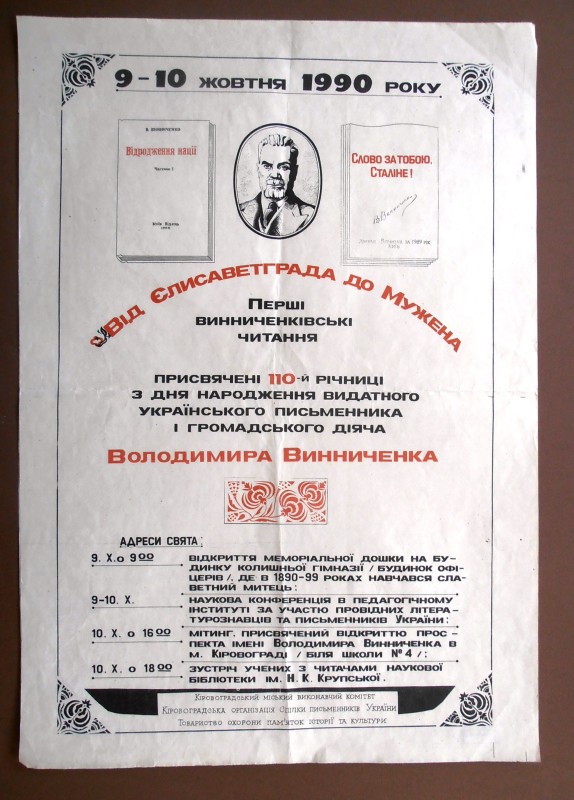 9-10 ЖОВТНЯ 1990 РОКУ
В. ВИННИЧЕНКО
Відродження нації
Частина I
Київ Відень
1920
СЛОВО ЗА ТОБОЮ,
СТАЛІНЕ!
ВІД ЄЛИСАВЕТГРАДА ДО МУЖЕНА
ПЕРШІ
ВИННИЧЕНКІВСЬКІ
ЧИТАННЯ
ПРИСВЯЧЕНІ 110-Й РІЧНИЦІ
З ДНЯ НАРОДЖЕННЯ ВИДАТНОГО
УКРАЇНСЬКОГО ПИСЬМЕННИКА
І ГРОМАДСЬКОГО ДІЯЧА
ВОЛОДИМИРА ВИННИЧЕНКА
АДРЕСИ СВЯТА:
9. X. о 9 00 ВІДКРИТТЯ МЕМОРІАЛЬНОЇ ДОШКИ НА БУ-
ДИНКУ КОЛИШНЬОЇ ГІМНАЗІЇ / БУДИНОК ОФІ-
ЦЕРІВ /, ДЕ В 1890-99 РОКАХ НАВЧАВСЯ СЛА-
ВЕТНИЙ МИТЕЦЬ;
9-10. X. НАУКОВА КОНФЕРЕНЦІЯ В ПЕДАГОГІЧНОМУ
ІНСТИТУТІ ЗА УЧАСТЮ ПРОВІДНИХ ЛІТЕРА-
ТУРОЗНАВЦІВ ТА ПИСЬМЕННИКІВ УКРАЇНИ;
10. X. о 16 00 МІТИНГ, ПРИСВЯЧЕНИЙ ВІДКРИТТЮ ПРОС-
ПЕКТА ІМЕНІ ВОЛОДИМИРА ВИННИЧЕНКА В
М. КІРОВОГРАДІ / БІЛЯ ШКОЛИ №4 /;
10. X. о 18 00 ЗУСТРІЧ УЧЕНИХ З ЧИТАЧАМИ НАУКОВОЇ
БІБЛІОТЕКИ ІМ. Н. К. КРУПСЬКОЇ.
КІРОВОГРАДСЬКИЙ МІСЬКИЙ ВИКОНАВЧИЙ КОМІТЕТ
КІРОВОГРАДСЬКА ОРГАНІЗАЦІЯ СПІЛКИ ПИСЬМЕННИКІВ УКРАЇНИ
ТОВАРИСТВО ОХОРОНИ ПАМ'ЯТОК ІСТОРІЇ ТА КУЛЬТУРИ